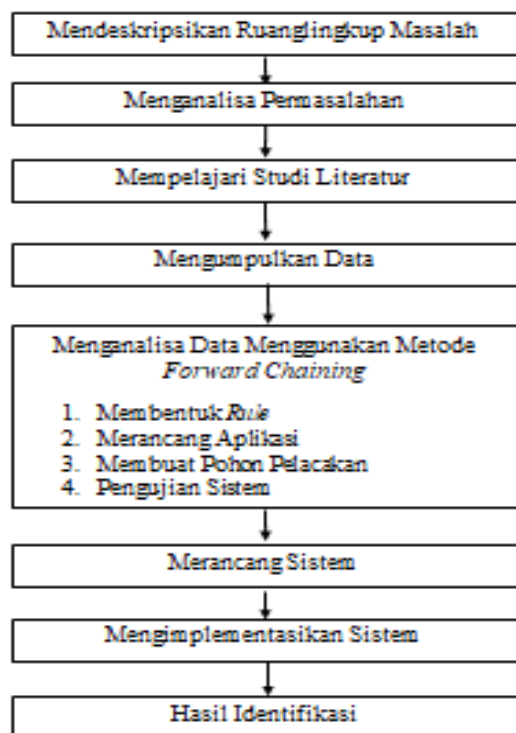 Mendeskripsikan Ruanglingkup Masalah
Menganalisa Permasalahan
Mempelajari Studi Literatur
Mengumpulkan Data
Menganalisa Data Menggunakan Metode
Forward Chaining
1. Membentuk Rule
2. Merancang Aplikasi
3. Membuat Pohon Pelacakan
4. Pengujian Sistem
Merancang Sistem
Mengimplementasikan Sistem
Hasil Identifikasi